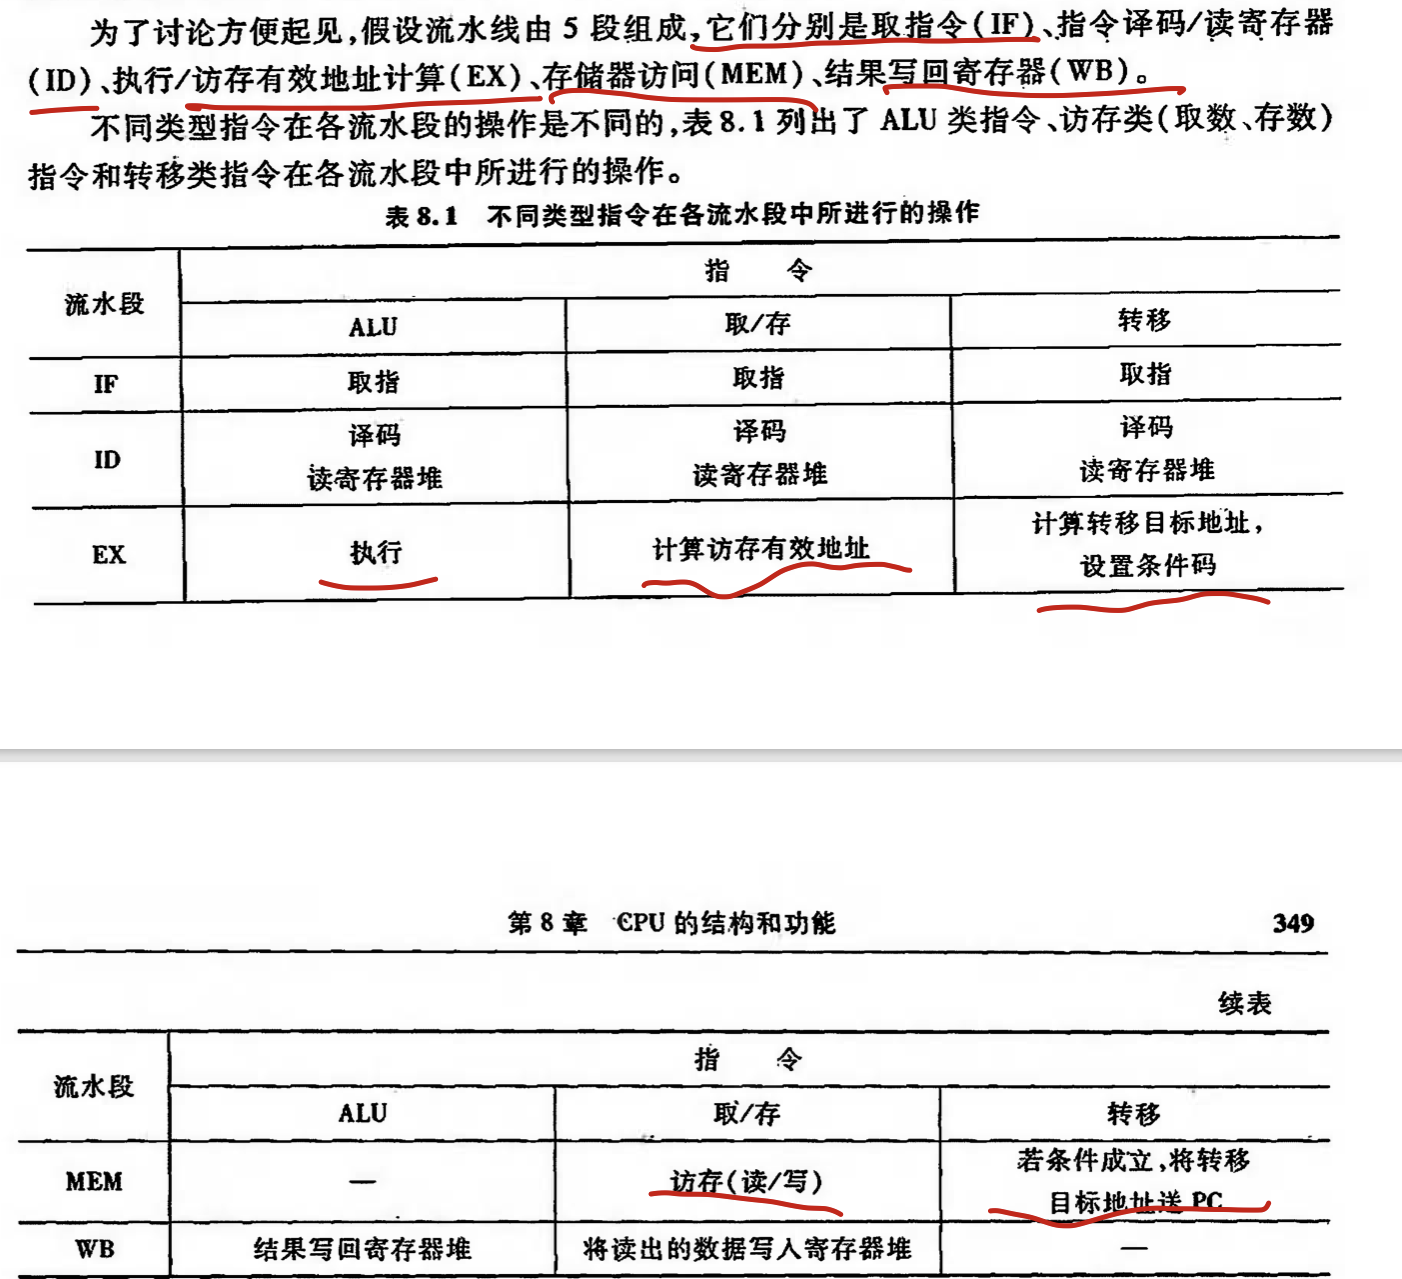 为了讨论方便起见,假设流水线由 5 段组成,它们分别是取指令(IF)、指令译码/读寄存器
(ID)、执行/访存有效地址计算(EX)、存储器访问(MEM)、结果写回寄存器(WB)。
不同类型指令在各流水段的操作是不同的,表8.1列出了 ALU 类指令、访存类(取数、存数)
指令和转移类指令在各流水段中所进行的操作。
表 8.1 不同类型指令在各流水段中所进行的操作
流水段
指 令
ALU 取/存 转移
IF 取指 取指 取指
ID
译码 译码 译码
读寄存器堆 读寄存器堆 读寄存器堆
EX 执行 计算访存有效地址
计算转移目标地址,
设置条件码
第 8 章 CPU 的结构和功能 349
续表
流水段
指 令
ALU 取/存 转移
MEM — 访存(读/写)
若条件成立,将转移
目标地址送 PC
WB 结果写回寄存器堆 将读出的数据写入寄存器堆 —